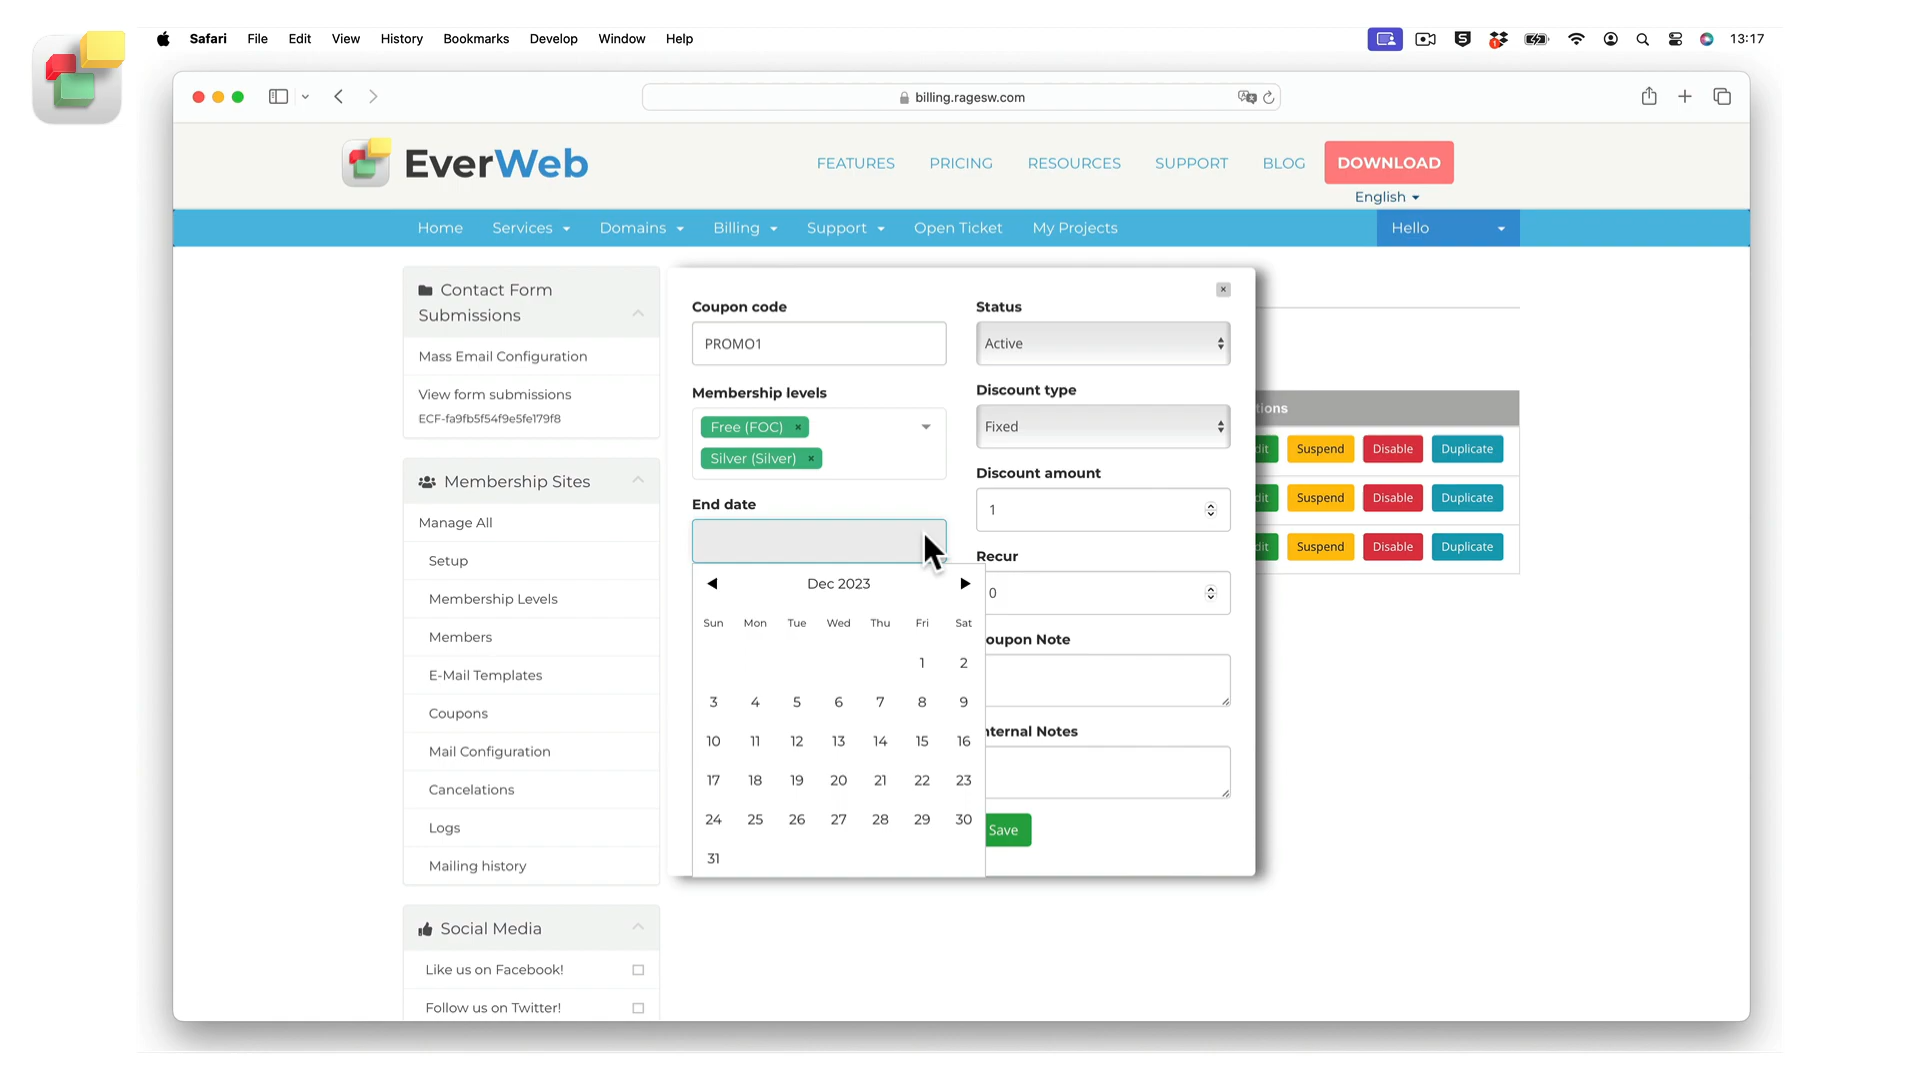 Safari File Edit View History Bookmarks Develop Window Help 13:17
billing.ragesw.com
EverWeb
FEATURES PRICING RESOURCES SUPPORT BLOG DOWNLOAD
English
Home Services Domains Billing Support Open Ticket My Projects Hello
Contact Form
Submissions
Mass Email Configuration
View form submissions
ECF-fa9fb5f54f9e5fe179f8
Membership Sites
Manage All
Setup
Membership Levels
Members
E-Mail Templates
Coupons
Mail Configuration
Cancelations
Logs
Mailing history
Social Media
Like us on Facebook!
Follow us on Twitter!
Coupon code
PROMO1
Membership levels
Free (FOC) ×
Silver (Silver) ×
End date
Dec 2023
Sun Mon Tue Wed Thu Fri Sat
1 2
3 4 5 6 7 8 9
10 11 12 13 14 15 16
17 18 19 20 21 22 23
24 25 26 27 28 29 30
31
×
Status
Active
Discount type
Fixed
Discount amount
1
Recur
0
oupon Note
nternal Notes
Save
tions
dit Suspend Disable Duplicate
dit Suspend Disable Duplicate
dit Suspend Disable Duplicate